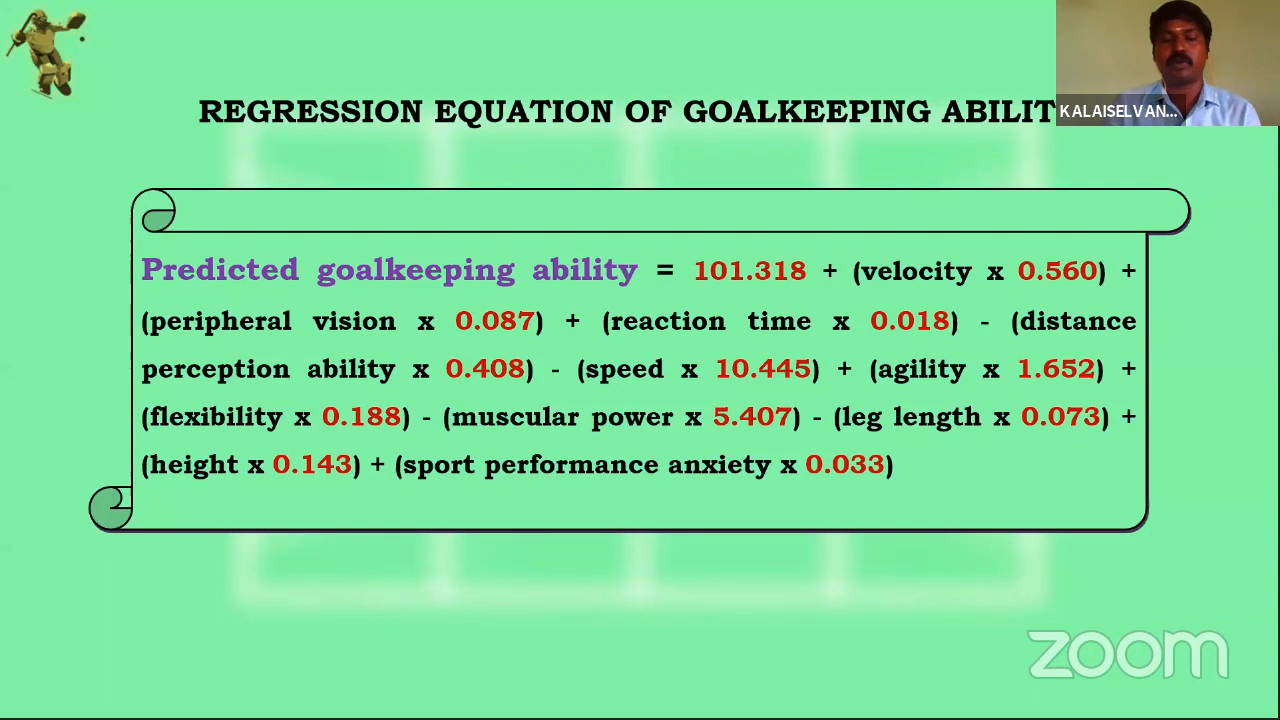 REGRESSION EQUATION OF GOALKEEPING ABILIT
KALAISELVAN...
Predicted goalkeeping ability = 101.318 + (velocity x 0.560) +
(peripheral vision x 0.087) + (reaction time x 0.018) - (distance
perception ability x 0.408) - (speed x 10.445) + (agility x 1.652) +
(flexibility x 0.188) - (muscular power x 5.407) - (leg length x 0.073) +
(height x 0.143) + (sport performance anxiety x 0.033)
zoom